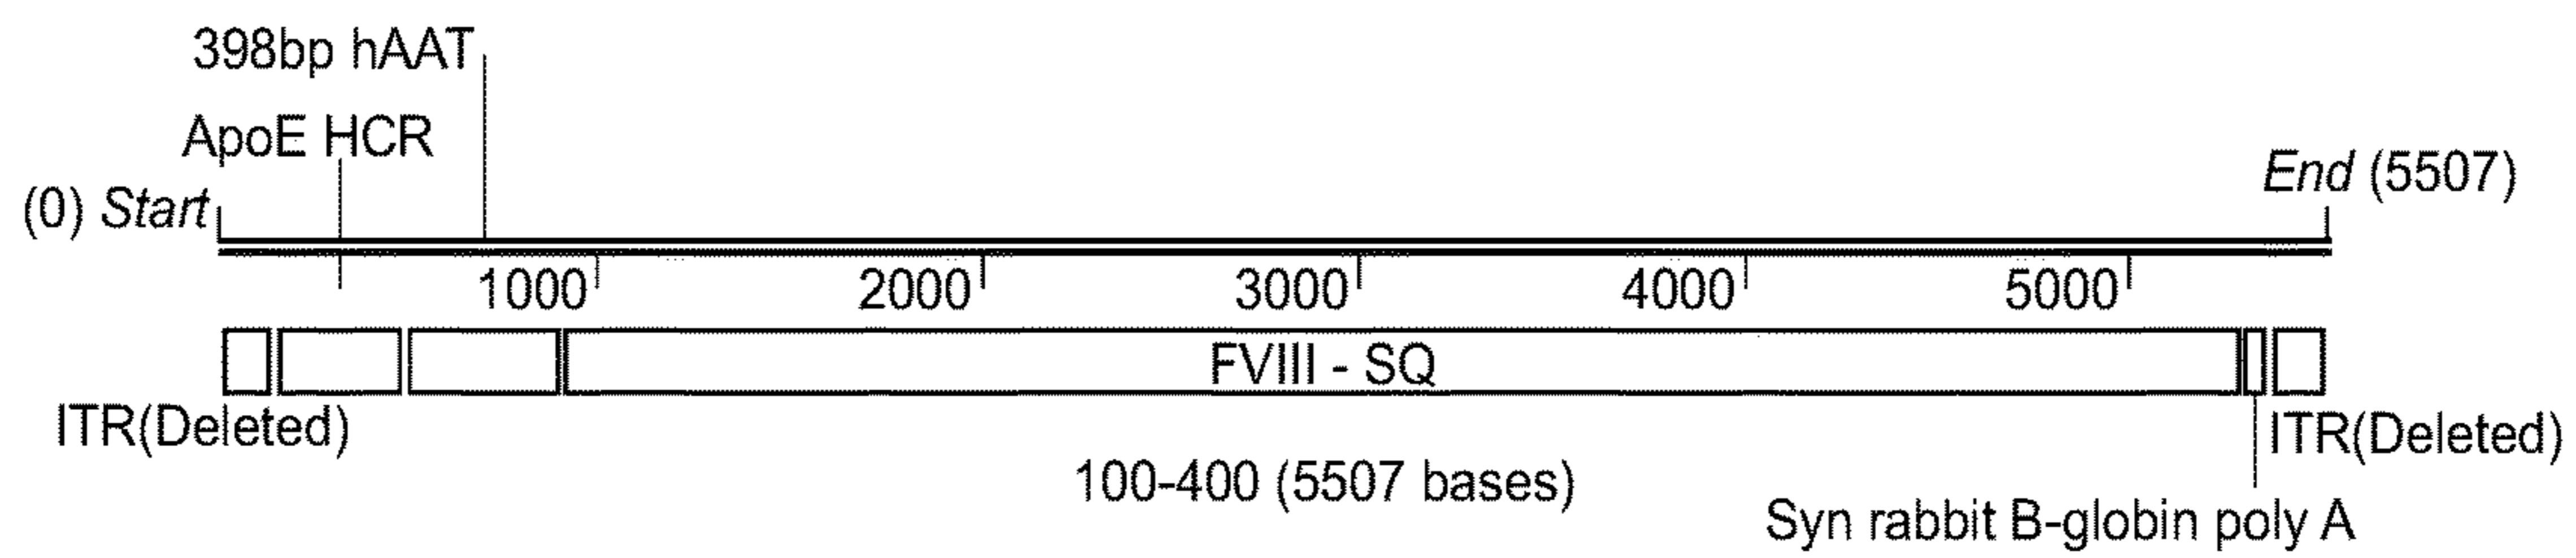 398bp hAAT
ApoE HCR
(0) Start
End (5507)
1000 2000 3000 4000 5000
FVIII - SQ
ITR(Deleted) ITR(Deleted)
100-400 (5507 bases)
Syn rabbit B-globin poly A